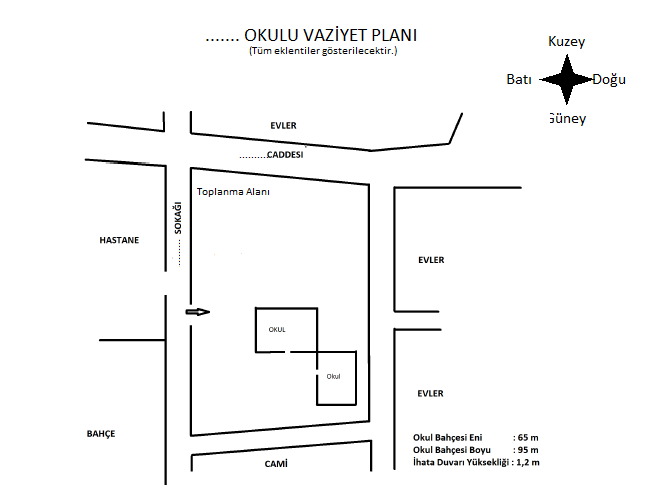 ....... OKULU VAZİYET PLANI
(Tüm eklentiler gösterilecektir.)
Kuzey
Batı
Doğu
Güney
EVLER
.......... CADDESİ
Toplanma Alanı
....... SOKAĞI
HASTANE
EVLER
OKUL
Okul
EVLER
BAHÇE
CAMİ
Okul Bahçesi Eni : 65 m
Okul Bahçesi Boyu : 95 m
İhata Duvarı Yüksekliği : 1,2 m